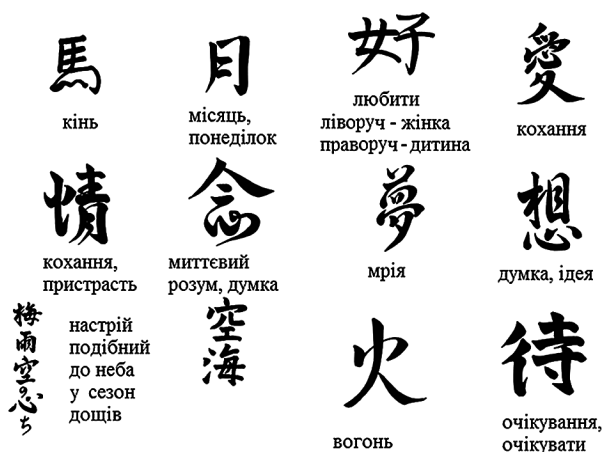 馬
кінь
月
місяць,
понеділок
好
любити
ліворуч - жінка
праворуч - дитина
愛
кохання
情
кохання,
пристрасть
念
миттєвий
розум, думка
夢
мрія
想
думка, ідея
梅雨空の心ち
настрій
подібний
до неба
у сезон
дощів
空海
火
вогонь
待
очікування,
очікувати